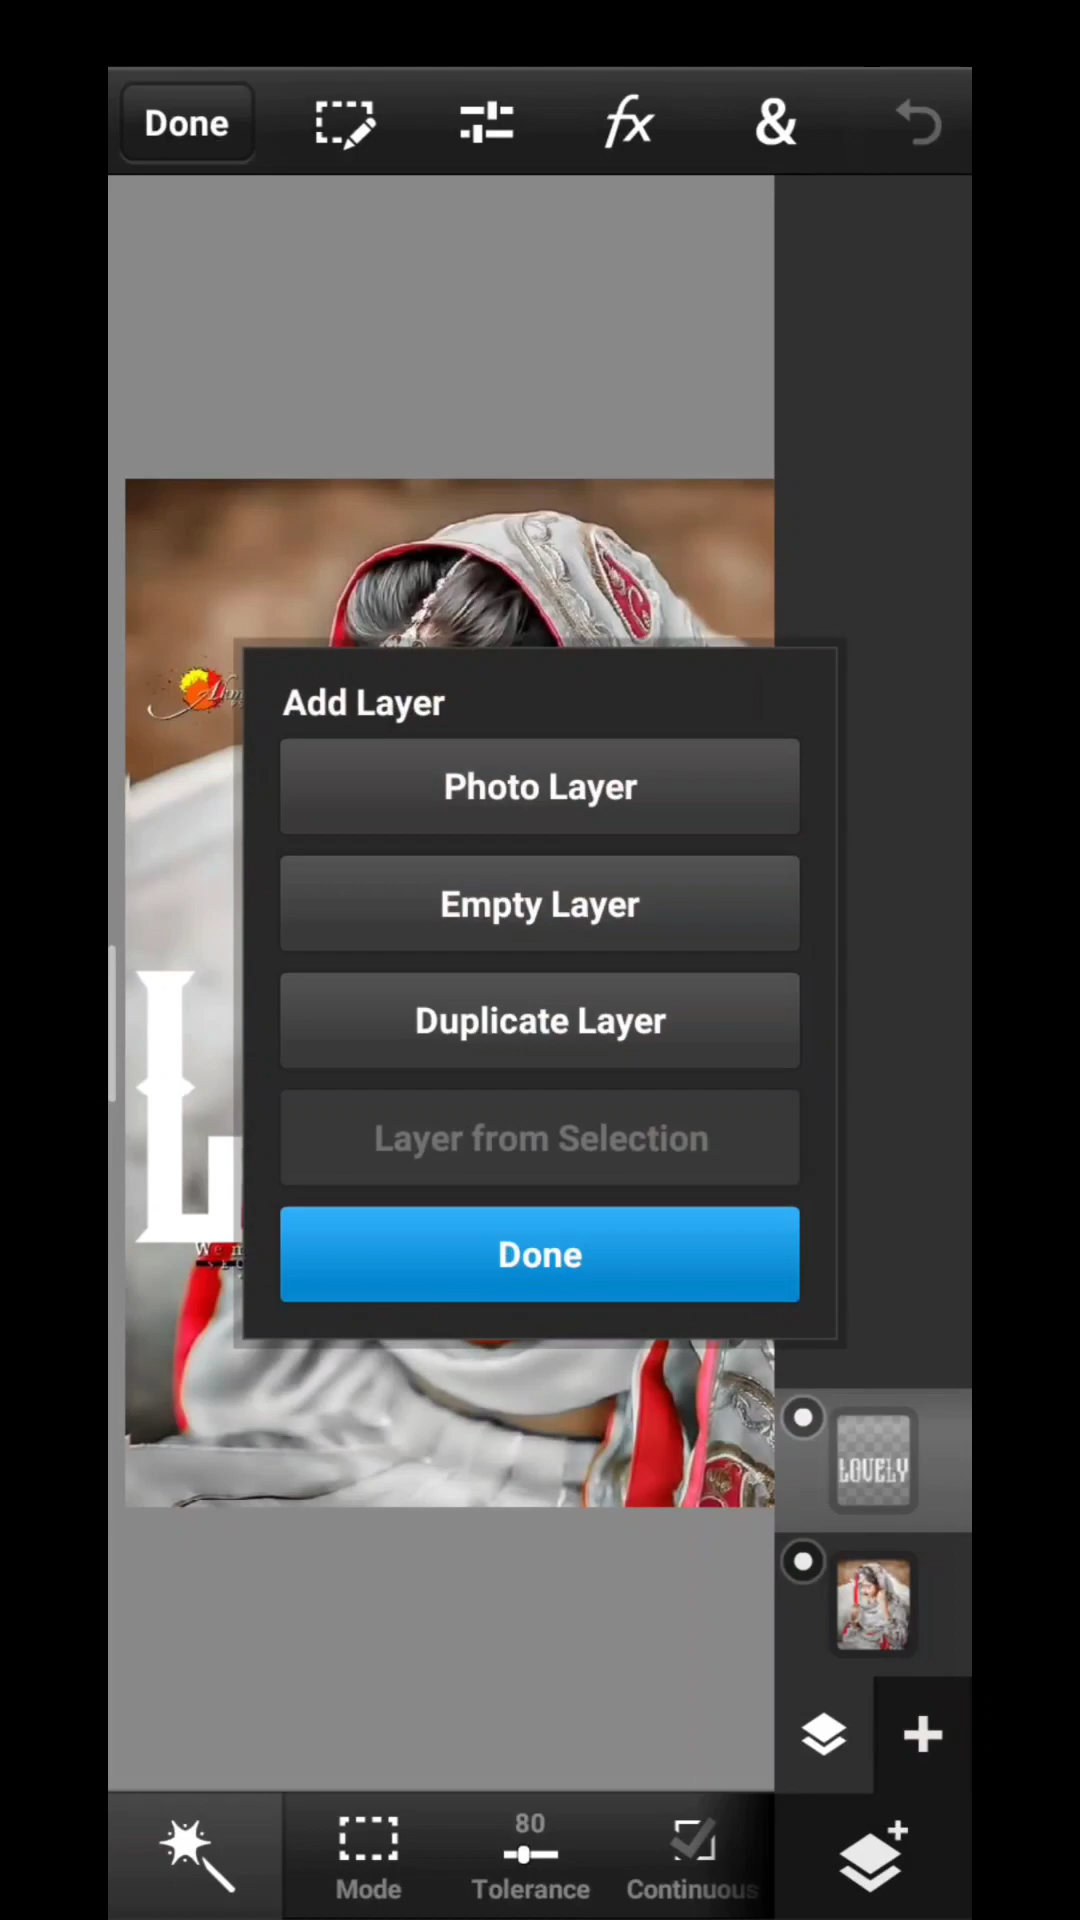 Done
fx
&
Add Layer
Photo Layer
Empty Layer
Duplicate Layer
Layer from Selection
Done
L
We m
LOVELY
80
Mode
Tolerance
Continuous